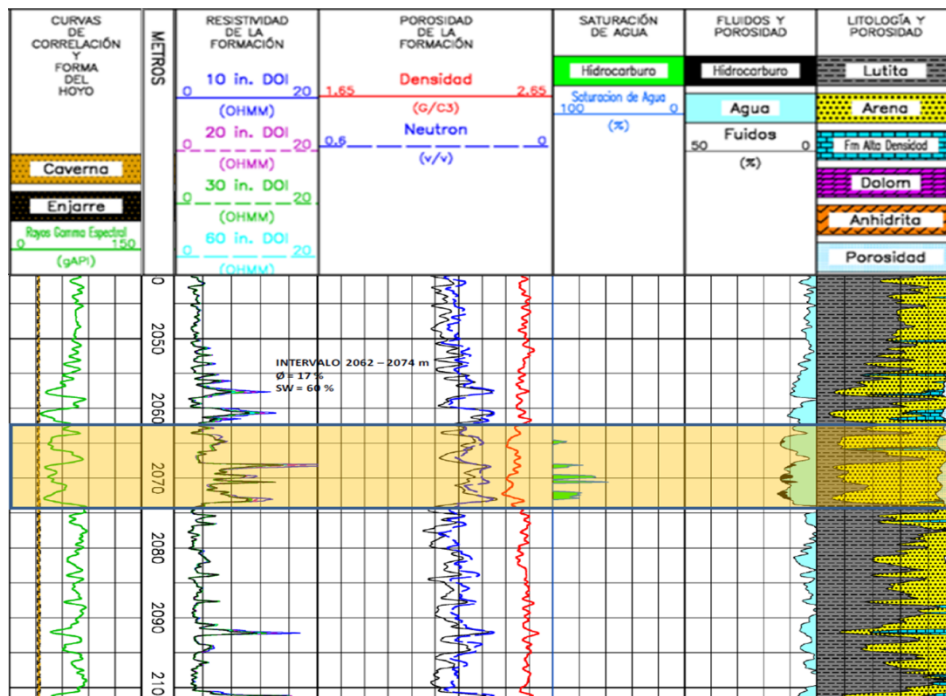 CURVAS
DE
CORRELACIÓN
Y
FORMA
DEL
HOYO
Caverna
Enjarre
Rayos Gamma Espectral
0 150
(gAPI)
METROS
RESISTIVIDAD
DE LA
FORMACIÓN
10 in. DOI
0 20
(OHMM)
20 in. DOI
0 20
(OHMM)
30 in. DOI
0 20
(OHMM)
60 in. DOI
0 20
(OHMM)
POROSIDAD
DE LA
FORMACIÓN
Densidad
1.65 2.65
(G/C3)
Neutron
0.6 0
(v/v)
SATURACIÓN
DE AGUA
Hidrocarburo
Saturacion de Agua
100 0
(%)
FLUIDOS Y
POROSIDAD
Hidrocarburo
Agua
Fuidos
50 0
(%)
LITOLOGÍA Y
POROSIDAD
Lutita
Arena
Fm Alta Densidad
Dolom
Anhidrita
Porosidad
0
2050
2060
2070
2080
2090
210
INTERVALO 2062 – 2074 m
Ø = 17 %
SW = 60 %